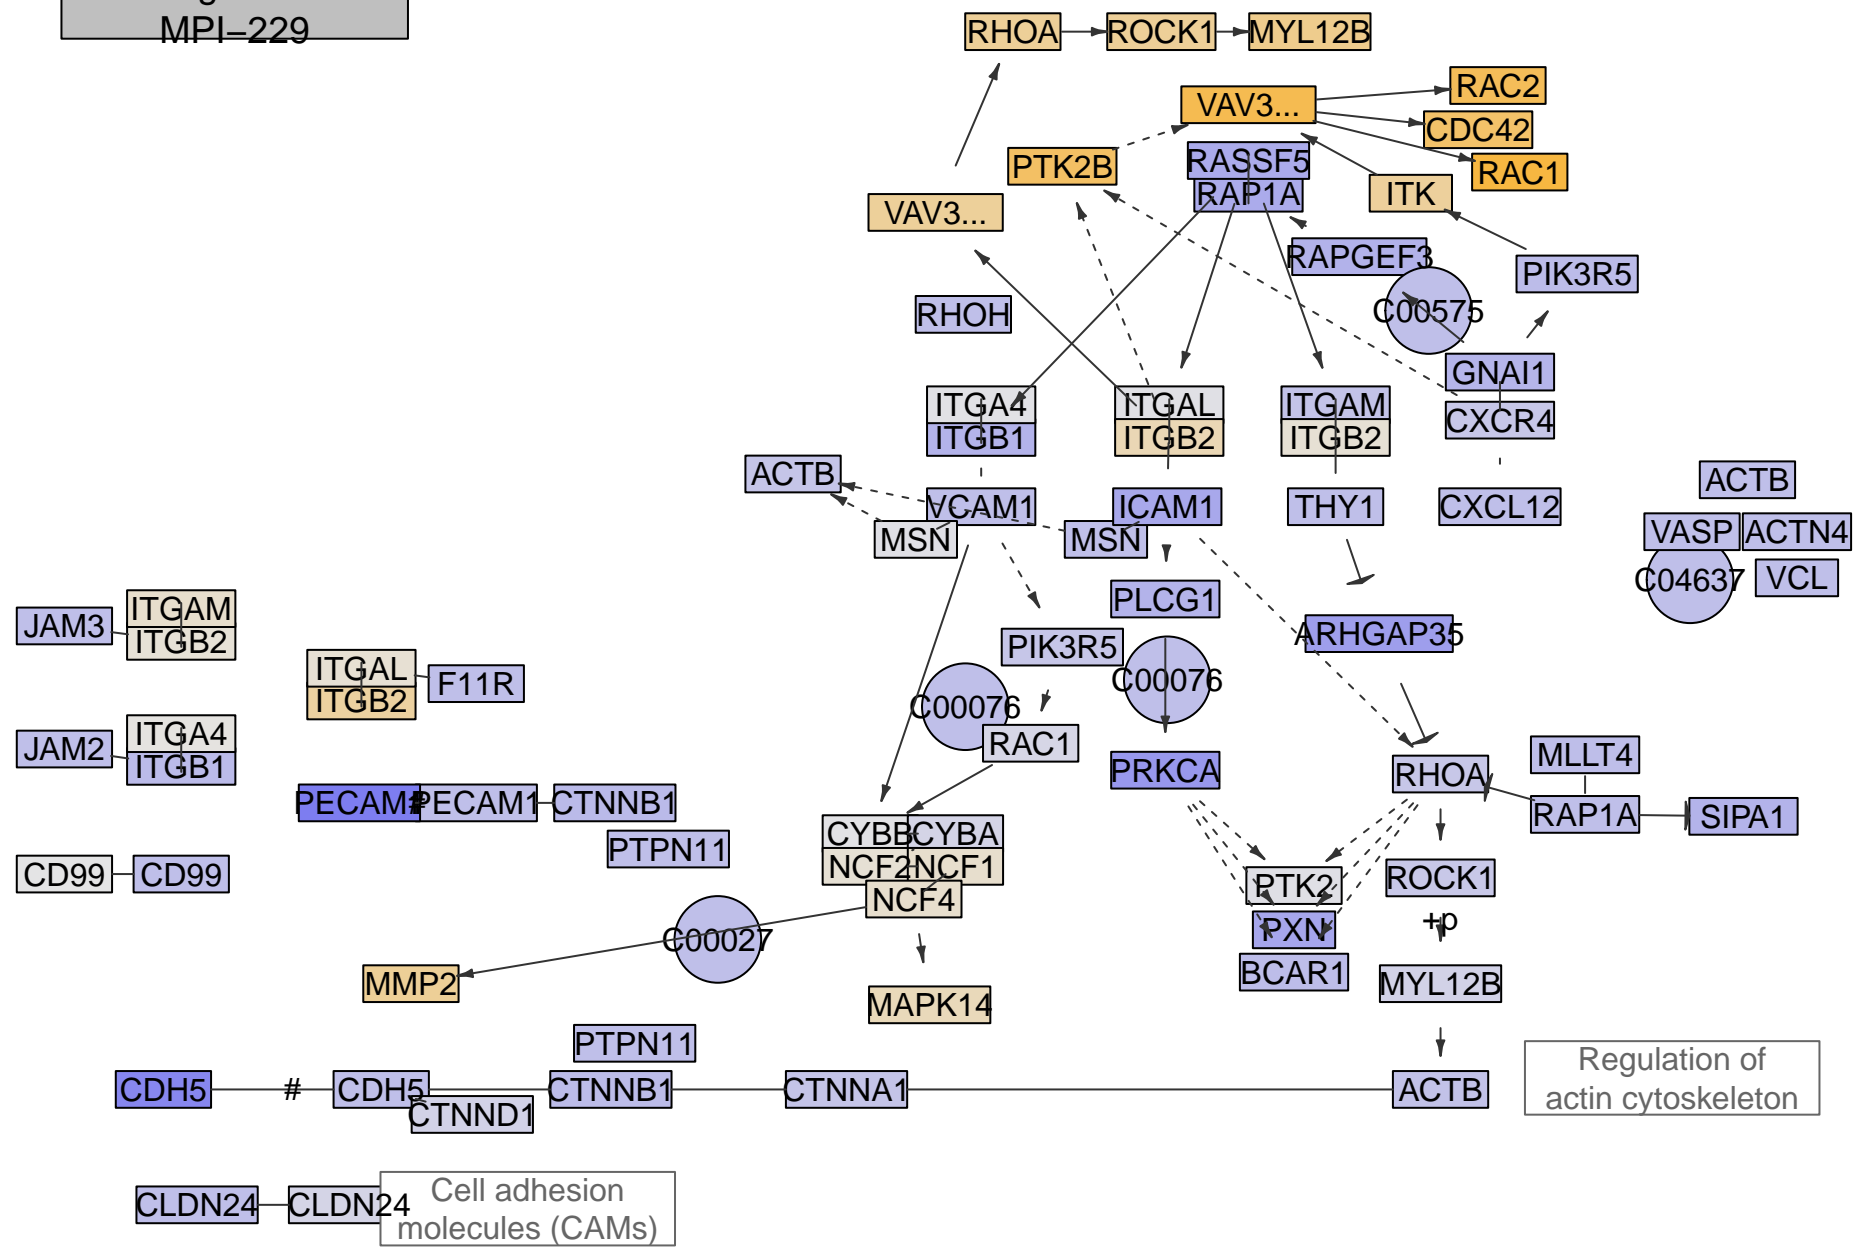 MPI−229
RHOA
ROCK1
MYL12B
RAC2
VAV3...
CDC42
RASSF5
PTK2B
RAC1
RAP1A
ITK
VAV3...
RAPGEF3
PIK3R5
RHOH
C00575
GNAI1
ITGA4
ITGAL
ITGAM
CXCR4
ITGB1
ITGB2
ITGB2
ACTB
ACTB
VCAM1
ICAM1
THY1
CXCL12
MSN
MSN
VASP
ACTN4
C04637
VCL
PLCG1
ITGAM
JAM3
ITGB2
ARHGAP35
PIK3R5
ITGAL
F11R
C00076
ITGB2
C00076
ITGA4
JAM2
ITGB1
RAC1
MLLT4
PRKCA
RHOA
PECAM1
#
PECAM1
CTNNB1
RAP1A
SIPA1
CYBB
CYBA
PTPN11
NCF2
NCF1
CD99
CD99
NCF4
PTK2
ROCK1
+p
PXN
C00027
BCAR1
MMP2
MYL12B
MAPK14
PTPN11
Regulation of
actin cytoskeleton
CDH5
#
CDH5
CTNNB1
CTNNA1
ACTB
CTNND1
CLDN24
CLDN24
Cell adhesion
molecules (CAMs)